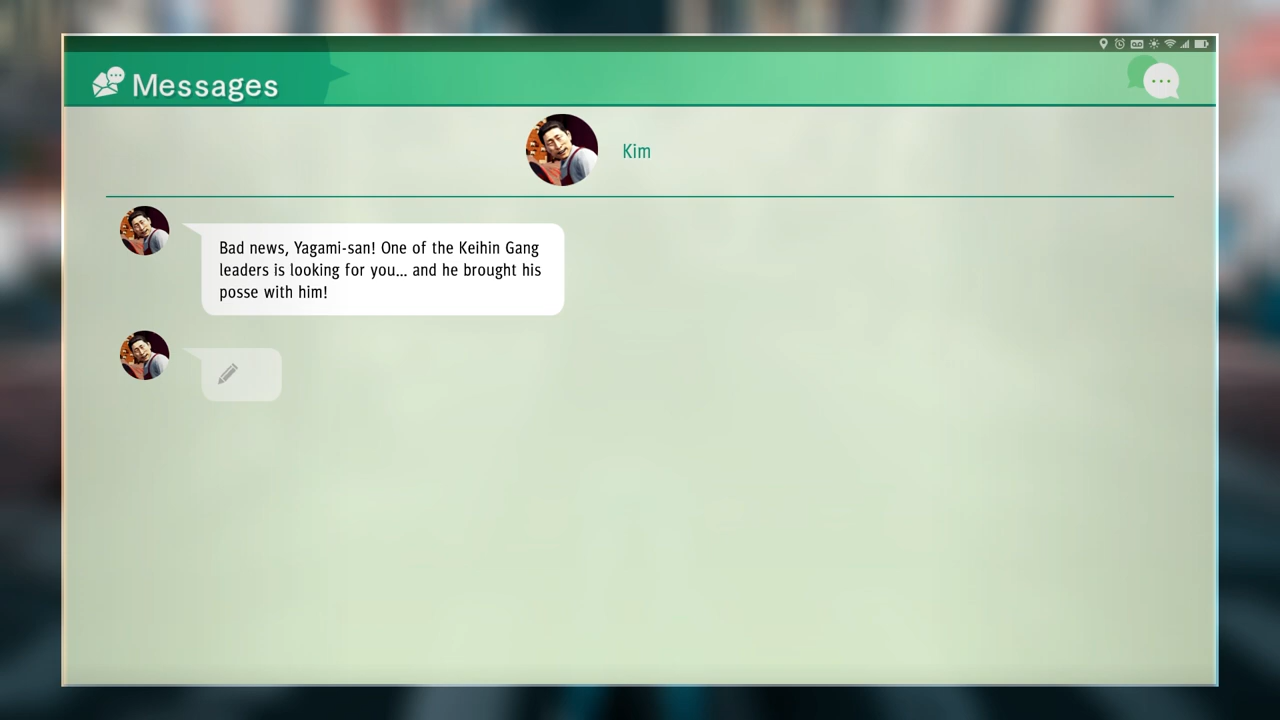 Messages
Kim
Bad news, Yagami-san! One of the Keihin Gang
leaders is looking for you... and he brought his
posse with him!